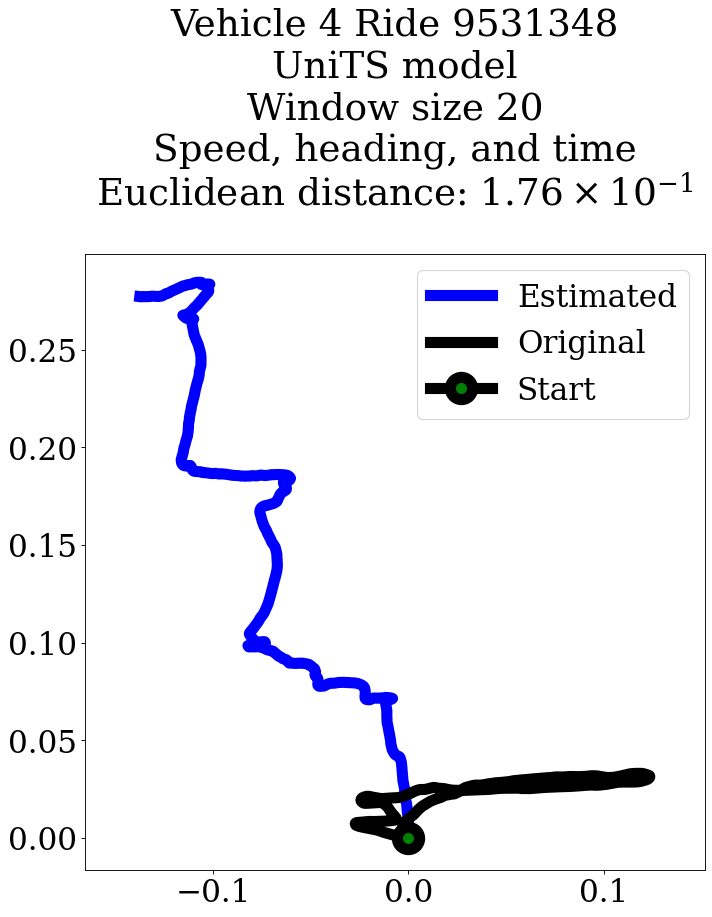 Vehicle 4 Ride 9531348
UniTS model
Window size 20
Speed, heading, and time
Euclidean distance: 1.76 × 10⁻¹
Estimated
Original
Start
0.25
0.20
0.15
0.10
0.05
0.00
−0.1
0.0
0.1